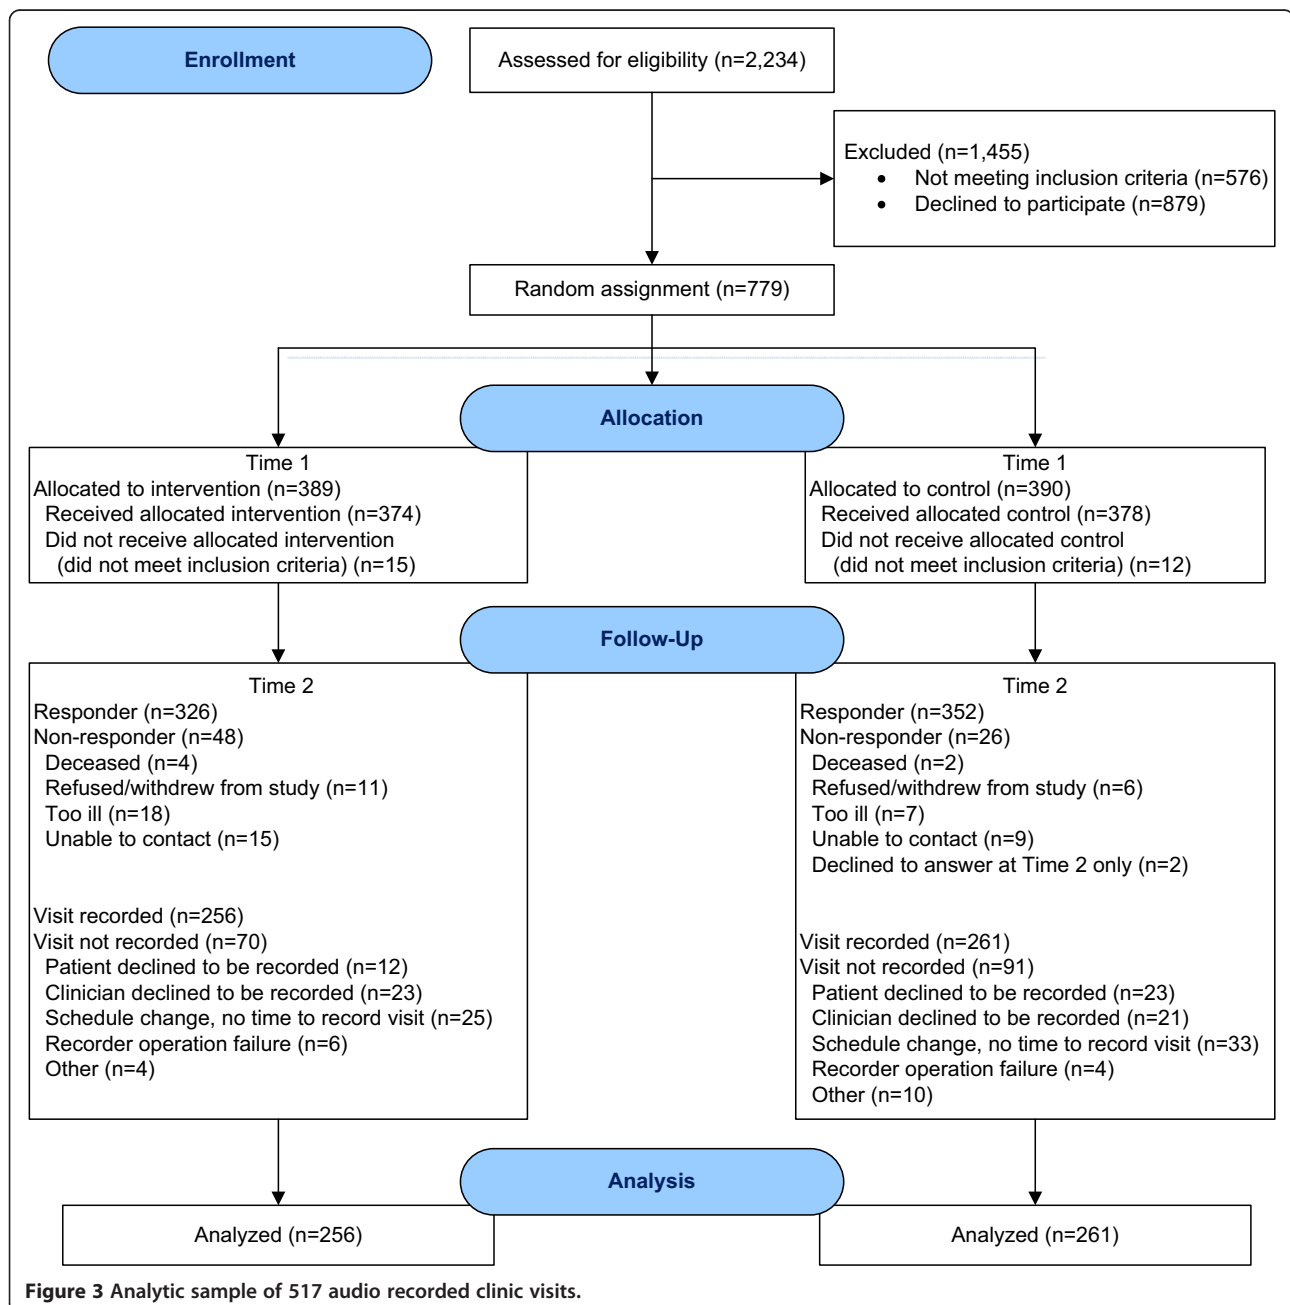 Enrollment
Assessed for eligibility (n=2,234)
Excluded (n=1,455)
• Not meeting inclusion criteria (n=576)
• Declined to participate (n=879)
Random assignment (n=779)
Allocation
Time 1
Allocated to intervention (n=389)
Received allocated intervention (n=374)
Did not receive allocated intervention
(did not meet inclusion criteria) (n=15)
Time 1
Allocated to control (n=390)
Received allocated control (n=378)
Did not receive allocated control
(did not meet inclusion criteria) (n=12)
Follow-Up
Time 2
Responder (n=326)
Non-responder (n=48)
Deceased (n=4)
Refused/withdrew from study (n=11)
Too ill (n=18)
Unable to contact (n=15)
Visit recorded (n=256)
Visit not recorded (n=70)
Patient declined to be recorded (n=12)
Clinician declined to be recorded (n=23)
Schedule change, no time to record visit (n=25)
Recorder operation failure (n=6)
Other (n=4)
Time 2
Responder (n=352)
Non-responder (n=26)
Deceased (n=2)
Refused/withdrew from study (n=6)
Too ill (n=7)
Unable to contact (n=9)
Declined to answer at Time 2 only (n=2)
Visit recorded (n=261)
Visit not recorded (n=91)
Patient declined to be recorded (n=23)
Clinician declined to be recorded (n=21)
Schedule change, no time to record visit (n=33)
Recorder operation failure (n=4)
Other (n=10)
Analysis
Analyzed (n=256)
Analyzed (n=261)
Figure 3 Analytic sample of 517 audio recorded clinic visits.